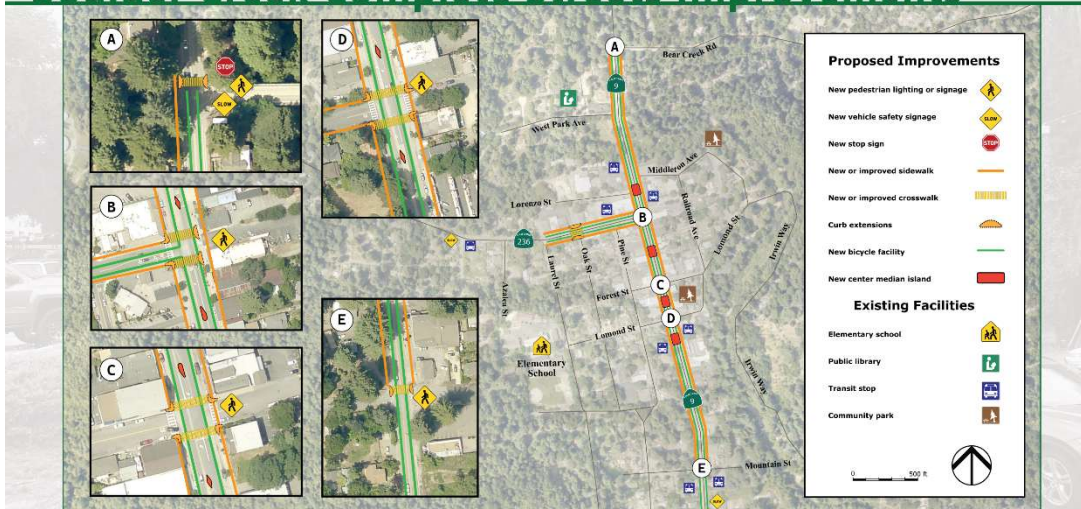 A
STOP
SLOW
B
C
D
E
A
Bear Creek Rd
9
West Park Ave
Middleron Ave
Lorenzo St
B
236
SLOW
Railroad Ave
Lomond St
Irwin Way
Pine St
Oak St
Laurel St
Azalea St
Forest St
C
D
Lomond St
Elementary
School
Irwin Way
9
E
Mountain St
SLOW
Proposed Improvements
New pedestrian lighting or signage
New vehicle safety signage
SLOW
New stop sign
STOP
New or improved sidewalk
New or improved crosswalk
Curb extensions
New bicycle facility
New center median island
Existing Facilities
Elementary school
Public library
Transit stop
Community park
0 500 ft